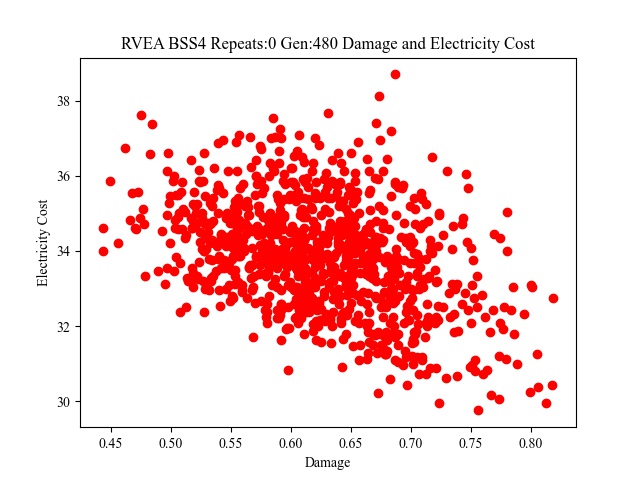 RVEA BSS4 Repeats:0 Gen:480 Damage and Electricity Cost
38
36
34
32
30
Electricity Cost
0.45 0.50 0.55 0.60 0.65 0.70 0.75 0.80
Damage